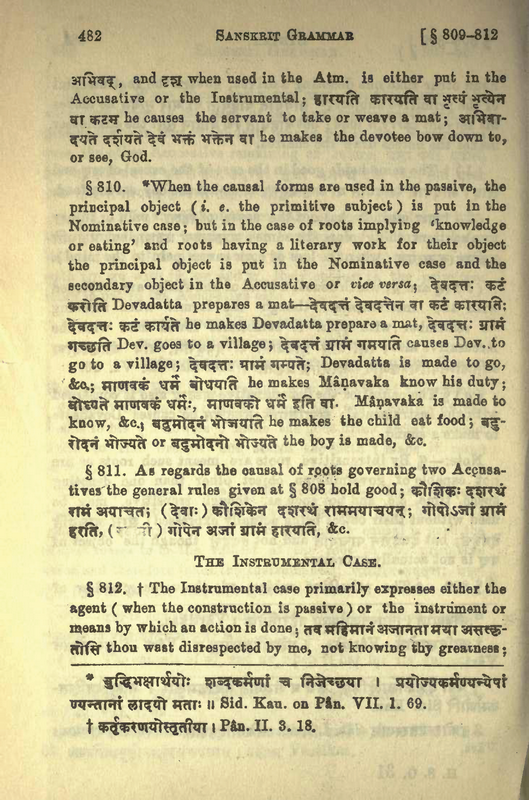 482 SANSKRIT GRAMMAR [ § 809-812
अभिवद्, and दृश् when used in the Atm. is either put in the
Accusative or the Instrumental; हारयति कारयति वा भृत्यं भृत्येन
वा कटम् he causes the servant to take or weave a mat; अभिवा-
दयते दर्शयते देवं भक्तं भक्तेन वा he makes the devotee bow down to,
or see, God.
§ 810. *When the causal forms are used in the passive, the
principal object ( i. e. the primitive subject ) is put in the
Nominative case; but in the case of roots implying ‘knowledge
or eating’ and roots having a literary work for their object
the principal object is put in the Nominative case and the
secondary object in the Accusative or vice versa; देवदत्तः कटं
करोति Devadatta prepares a mat—देवदत्तं देवदत्तेन वा कटं कारयति;
देवदत्तः कटं कार्यते he makes Devadatta prepare a mat, देवदत्तः ग्रामं
गच्छति Dev. goes to a village; देवदत्तं ग्रामं गमयति causes Dev. to
go to a village; देवदत्तः ग्रामं गम्यते; Devadatta is made to go,
&c.; माणवकं धर्मं बोधयति he makes Mâṇavaka know his duty;
बोध्यते माणवकं धर्मः, माणवको धर्मं इति वा. Mâṇavaka is made to
know, &c., बटुमोदनं भोजयति he makes the child eat food; बटु-
रोदनं भोज्यते or बटुमोदनो भोज्यते the boy is made, &c.
§ 811. As regards the causal of roots governing two Accusa-
tives the general rules given at § 808 hold good; कौशिकः दशरथं
रामं अयाचत; (देवाः) कौशिकेन दशरथं राममयाचयन्; गोपोऽजां ग्रामं
हरति, ( ) गोपेन अजां ग्रामं हारयति, &c.
THE INSTRUMENTAL CASE.
§ 812. † The Instrumental case primarily expresses either the
agent ( when the construction is passive ) or the instrument or
means by which an action is done; तव महिमानं अजानता मया असत्कृ-
तोसि thou wast disrespected by me, not knowing thy greatness;
* बुद्धिभक्षार्थयोः शब्दकर्मणां च निजेच्छया । प्रयोज्यकर्मण्यन्येषां
ण्यन्तानां लादयो मताः ॥ Sid. Kau. on Pân. VII. 1. 69.
† कर्तृकरणयोस्तृतीया । Pân. II. 3. 18.